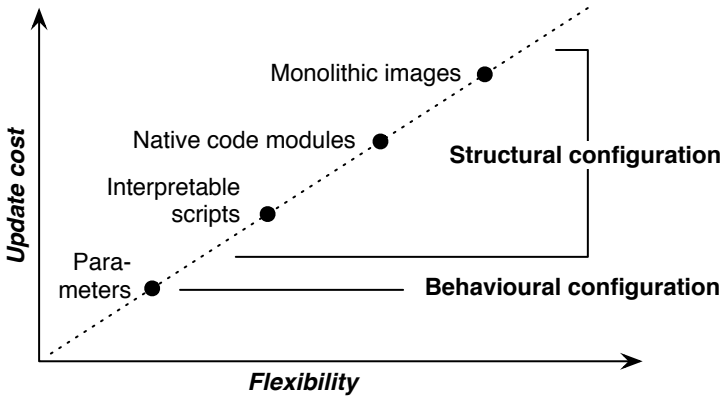 Monolithic images
Native code modules
Structural configuration
Interpretable
scripts
Update cost
Para-
meters
Behavioural configuration
Flexibility